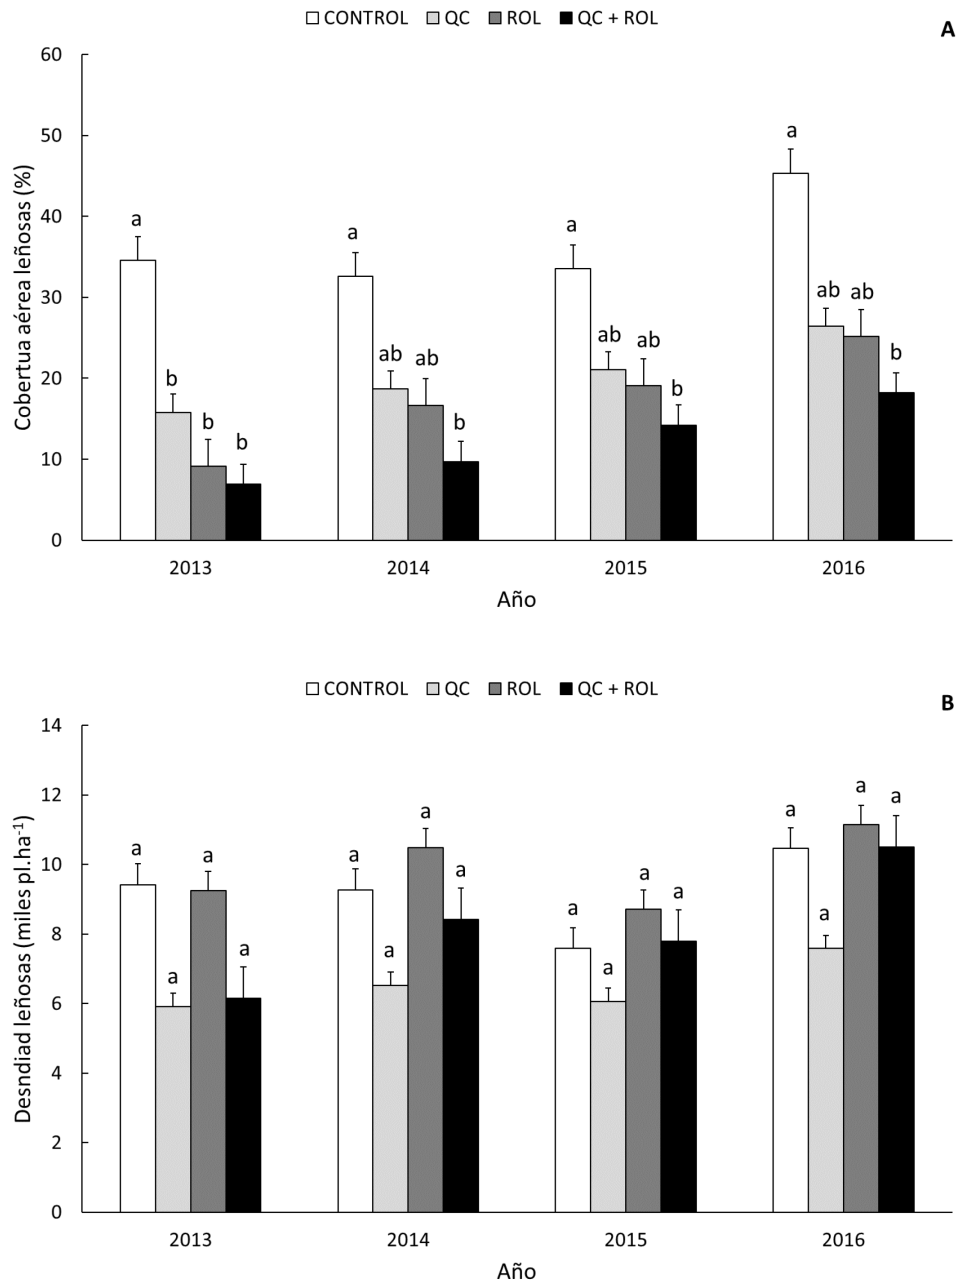 CONTROL QC ROL QC + ROL
A
Cobertua aérea leñosas (%)
60
50
40
30
20
10
0
a b b b
a ab ab b
a ab ab b
a ab ab b
2013 2014 2015 2016
Año
CONTROL QC ROL QC + ROL
B
Desndiad leñosas (miles pl.ha⁻¹)
14
12
10
8
6
4
2
0
a a a a
a a a a
a a a a
a a a a
2013 2014 2015 2016
Año